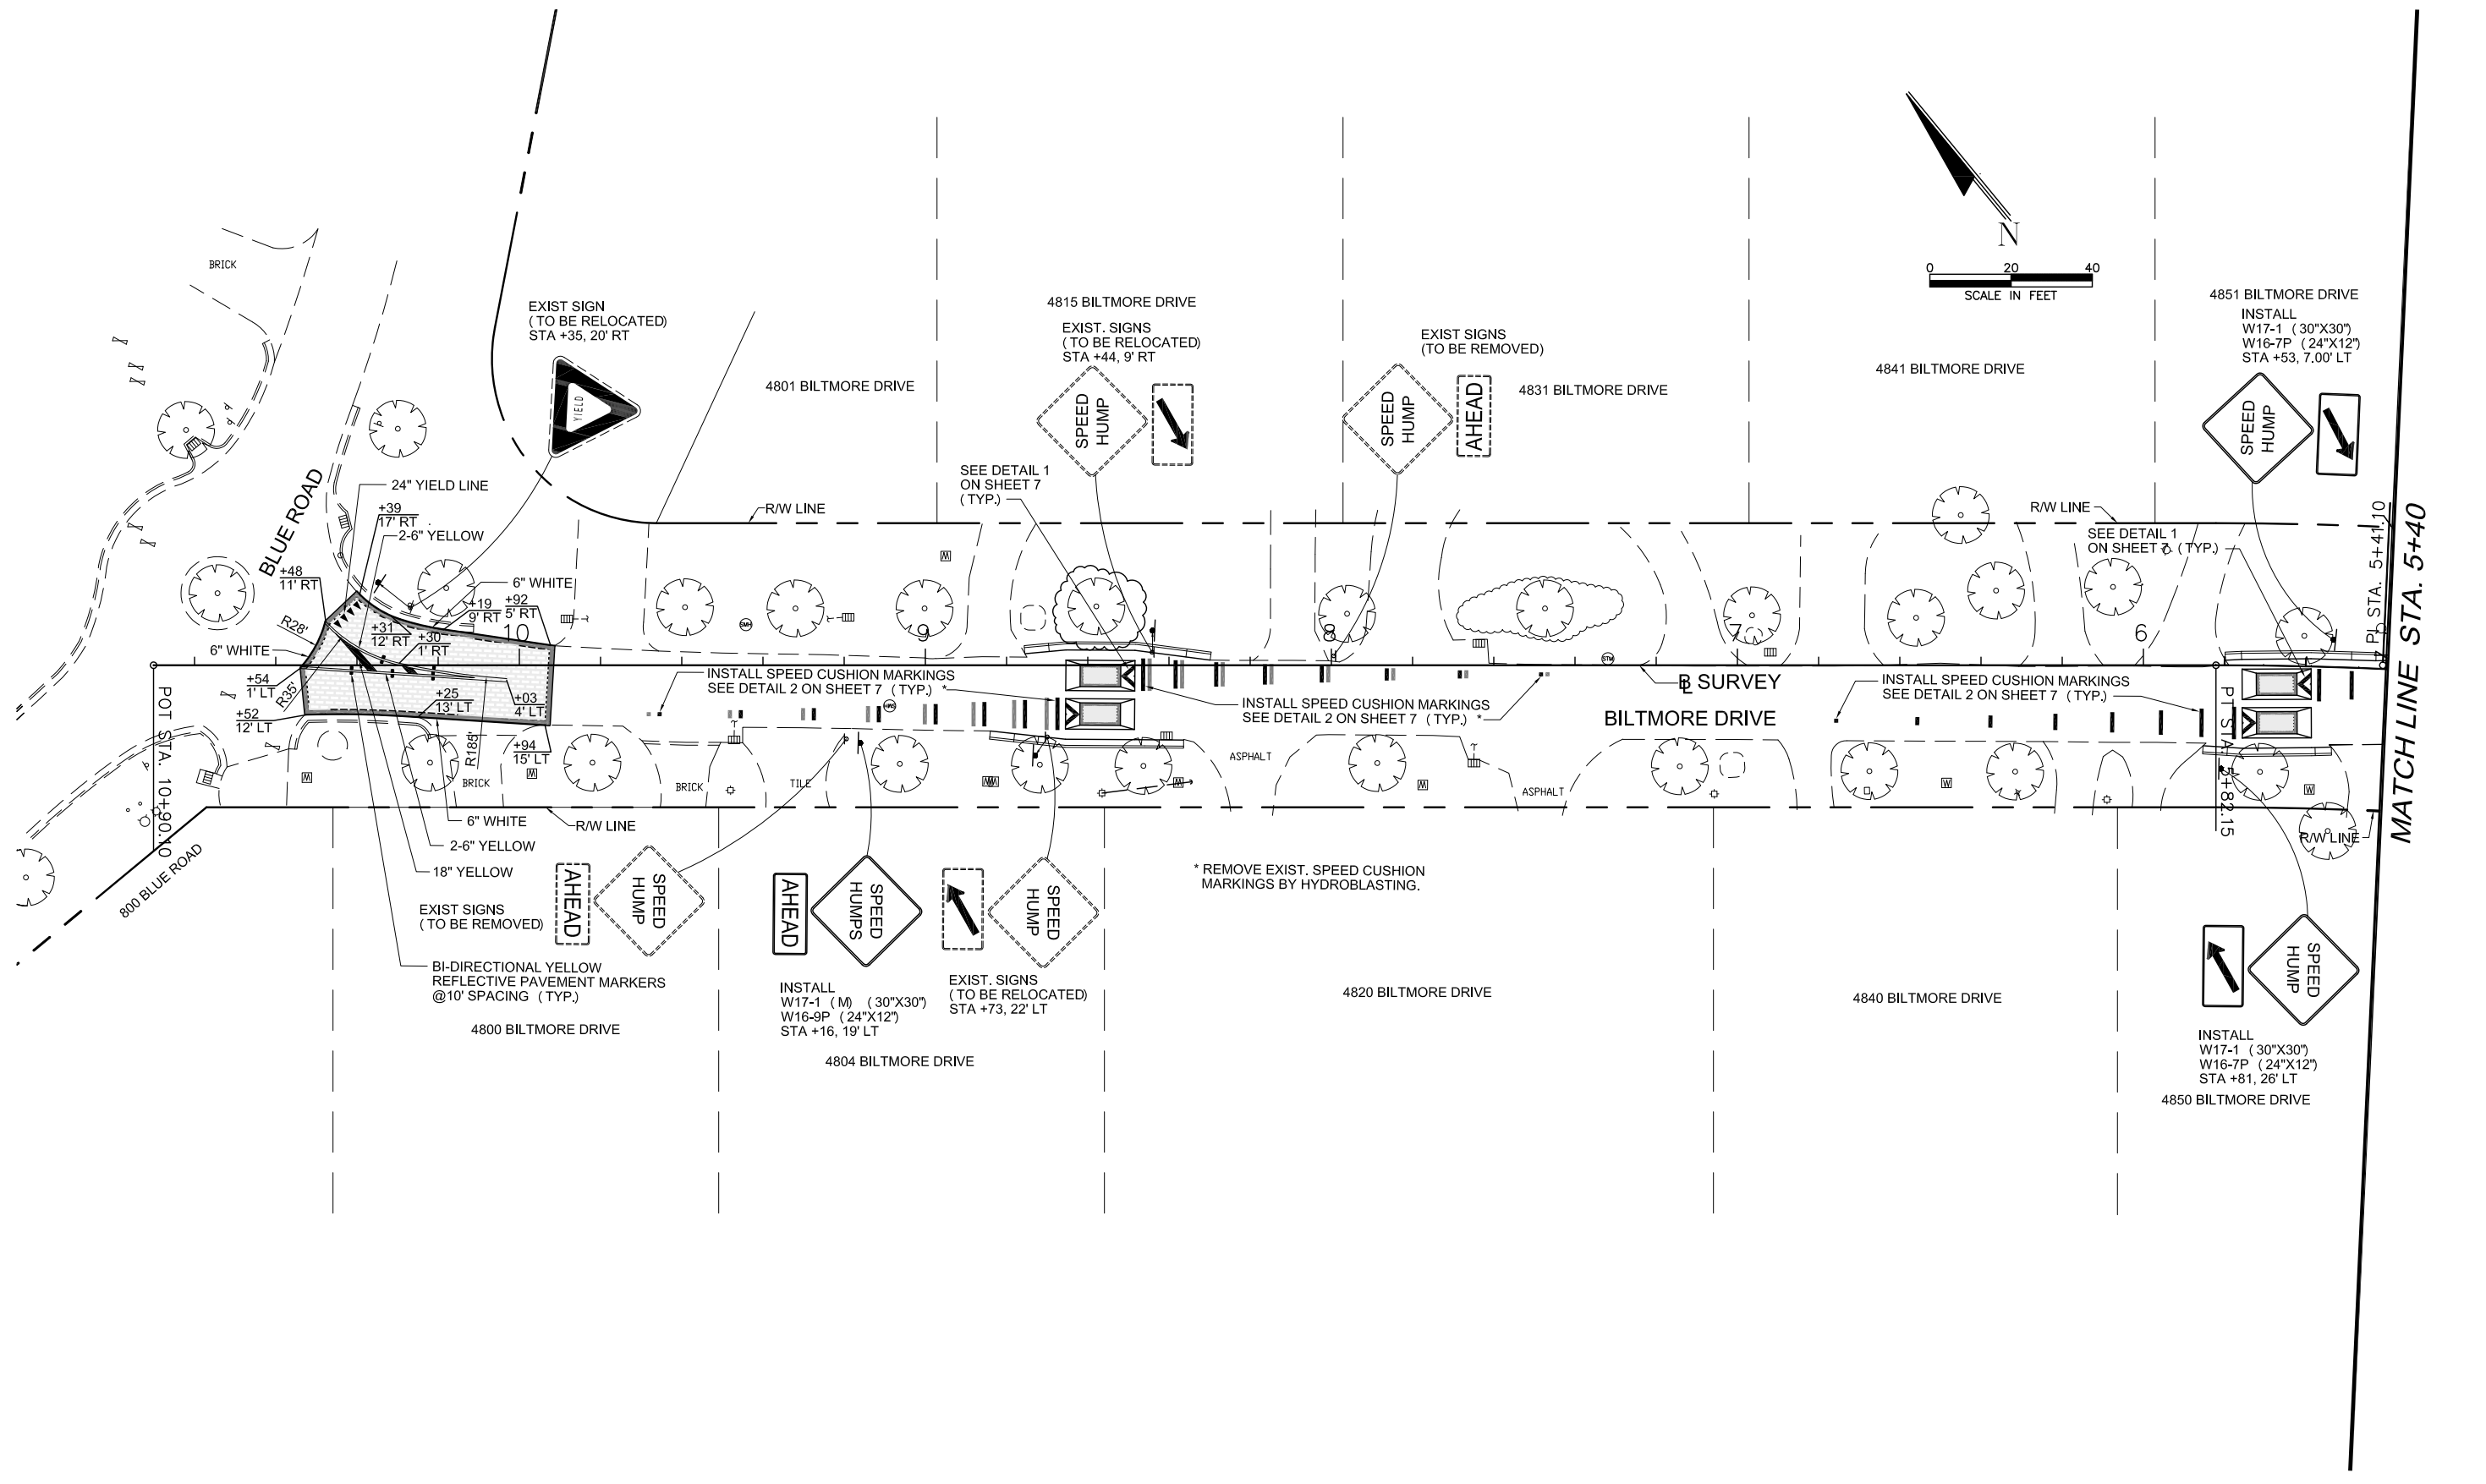 BRICK
EXIST SIGN
( TO BE RELOCATED)
STA +35, 20' RT
YIELD
4801 BILTMORE DRIVE
4815 BILTMORE DRIVE
EXIST. SIGNS
( TO BE RELOCATED)
STA +44, 9' RT
SPEED
HUMP
SEE DETAIL 1
ON SHEET 7
( TYP.)
EXIST SIGNS
(TO BE REMOVED)
SPEED
HUMP
AHEAD
4831 BILTMORE DRIVE
4841 BILTMORE DRIVE
N
0 20 40
SCALE IN FEET
4851 BILTMORE DRIVE
INSTALL
W17-1 ( 30"X30")
W16-7P ( 24"X12")
STA +53, 7.00' LT
SPEED
HUMP
R/W LINE
SEE DETAIL 1
ON SHEET 7 ( TYP.)
PI STA. 5+41.10
MATCH LINE STA. 5+40
R/W LINE
BLUE ROAD
24" YIELD LINE
+39
17' RT
2-6" YELLOW
+48
11' RT
6" WHITE
+19
9' RT
+92
5' RT
R28'
+31
12' RT
+30
1' RT
10
9
8
7
6
6" WHITE
+54
1' LT
R35'
+52
12' LT
+25
13' LT
+03
4' LT
R185'
+94
15' LT
POT STA. 10+90.10
SMH
STM
INSTALL SPEED CUSHION MARKINGS
SEE DETAIL 2 ON SHEET 7 ( TYP.) *
INSTALL SPEED CUSHION MARKINGS
SEE DETAIL 2 ON SHEET 7 ( TYP.) *
B SURVEY
L
BILTMORE DRIVE
INSTALL SPEED CUSHION MARKINGS
SEE DETAIL 2 ON SHEET 7 ( TYP.)
PT STA. 5+82.15
BRICK
BRICK
TILE
ASPHALT
ASPHALT
W
W
W
W
W
W
R/W LINE
800 BLUE ROAD
6" WHITE
R/W LINE
2-6" YELLOW
18" YELLOW
EXIST SIGNS
( TO BE REMOVED)
AHEAD
SPEED
HUMP
BI-DIRECTIONAL YELLOW
REFLECTIVE PAVEMENT MARKERS
@10' SPACING ( TYP.)
4800 BILTMORE DRIVE
AHEAD
SPEED
HUMPS
INSTALL
W17-1 ( M) ( 30"X30")
W16-9P ( 24"X12")
STA +16, 19' LT
4804 BILTMORE DRIVE
SPEED
HUMP
EXIST. SIGNS
( TO BE RELOCATED)
STA +73, 22' LT
* REMOVE EXIST. SPEED CUSHION
MARKINGS BY HYDROBLASTING.
4820 BILTMORE DRIVE
4840 BILTMORE DRIVE
SPEED
HUMP
INSTALL
W17-1 ( 30"X30")
W16-7P ( 24"X12")
STA +81, 26' LT
4850 BILTMORE DRIVE